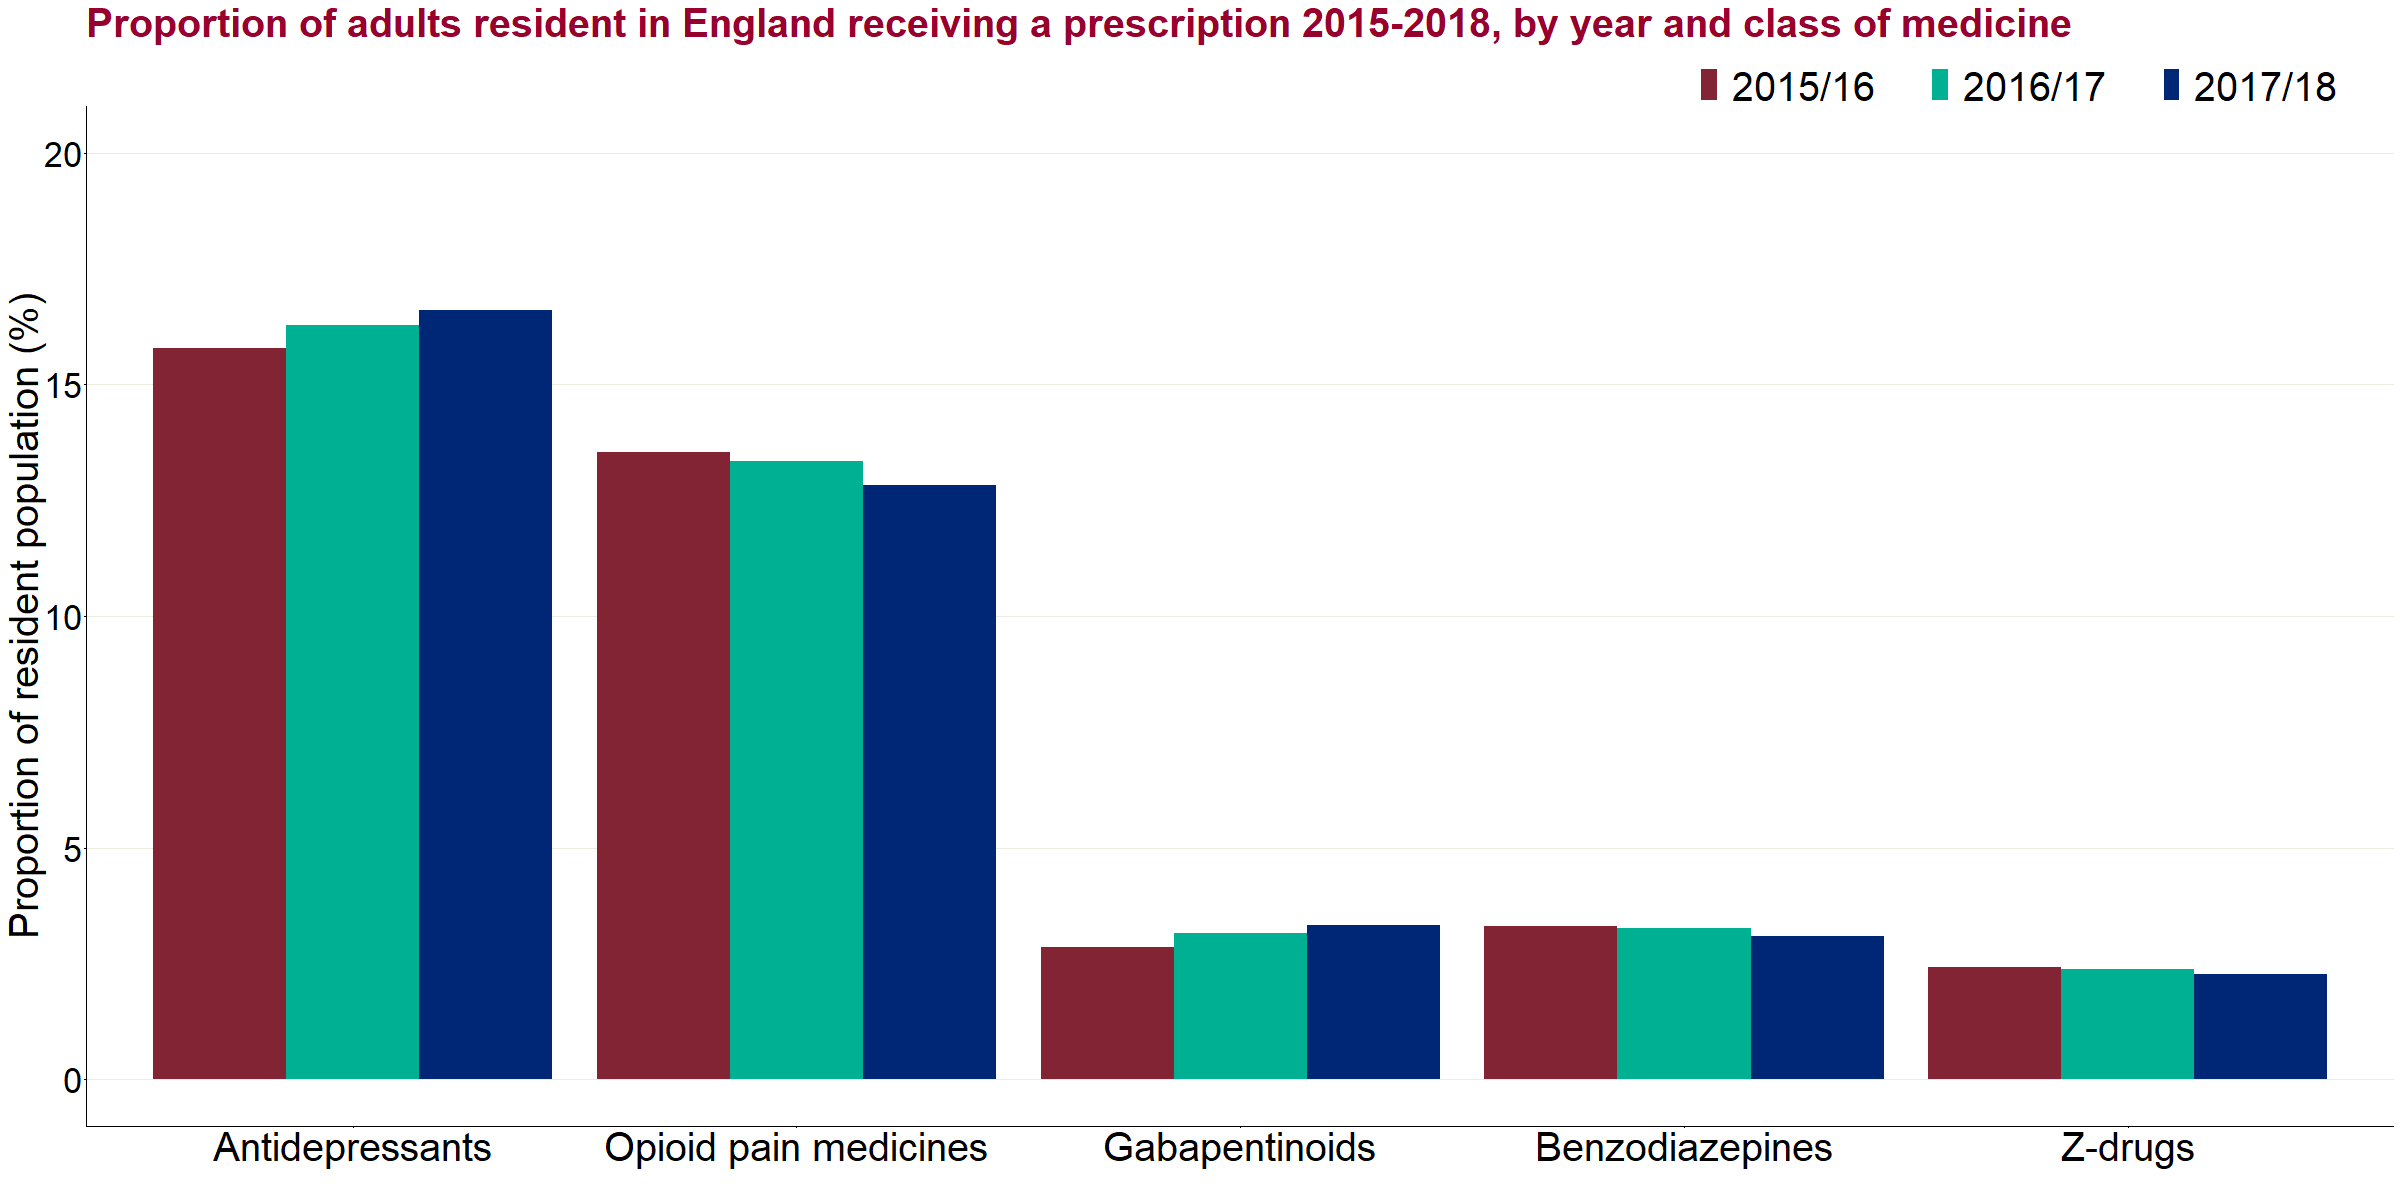 Proportion of adults resident in England receiving a prescription 2015-2018, by year and class of medicine
2015/16 2016/17 2017/18
Proportion of resident population (%)
20
15
10
5
0
Antidepressants Opioid pain medicines Gabapentinoids Benzodiazepines Z-drugs